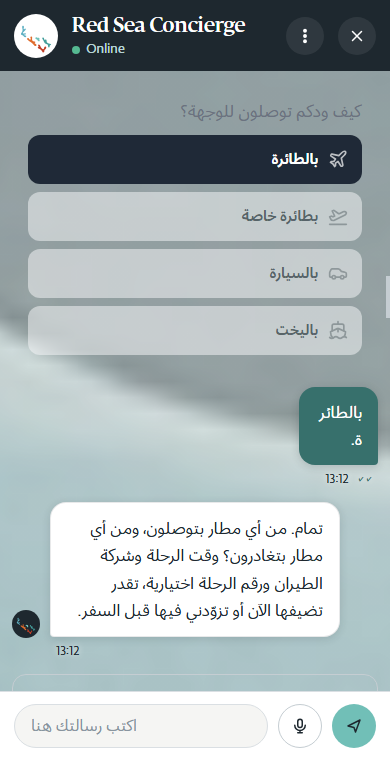 Red Sea Concierge
Online
كيف ودكم توصلون للوجهة؟
بالطائرة
بطائرة خاصة
بالسيارة
باليخت
بالطائر
ة.
13:12
تمام. من أي مطار بتوصلون، ومن أي
مطار بتغادرون؟ وقت الرحلة وشركة
الطيران ورقم الرحلة اختيارية، تقدر
تضيفها الآن أو تزوّدني فيها قبل السفر.
13:12
اكتب رسالتك هنا